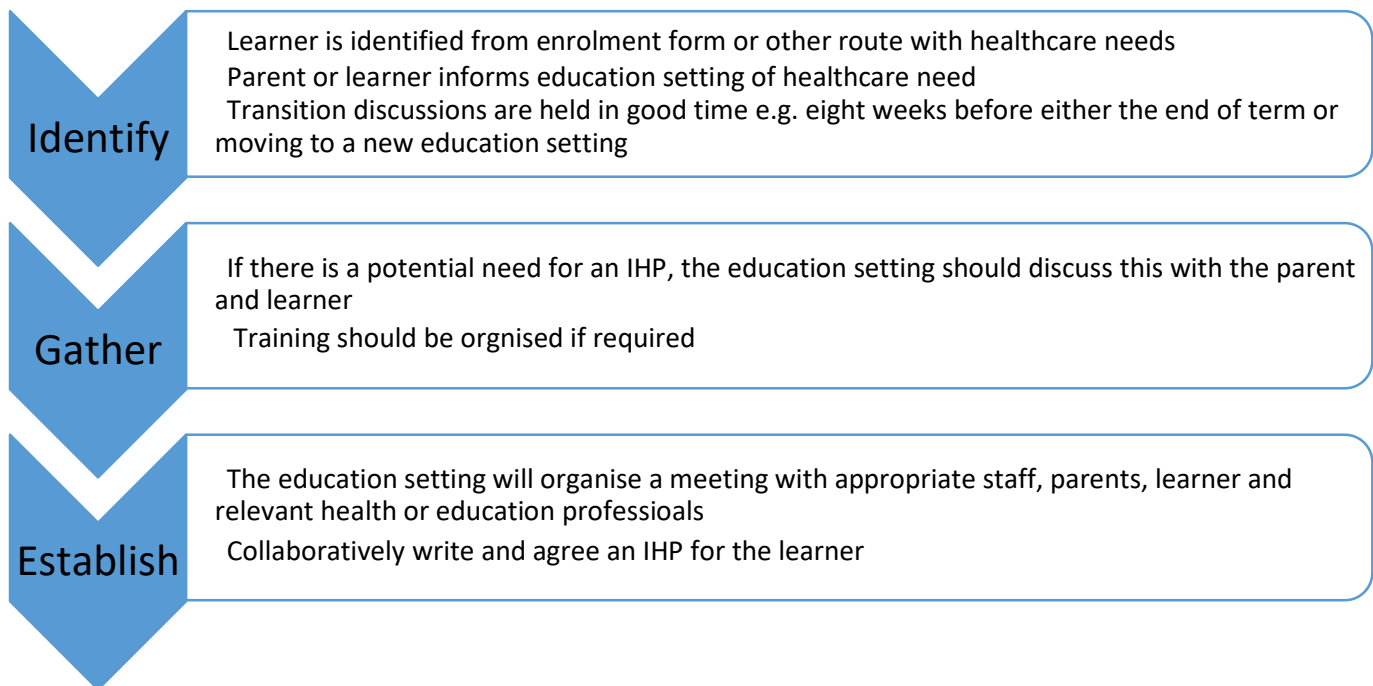 Identify
Learner is identified from enrolment form or other route with healthcare needs
Parent or learner informs education setting of healthcare need
Transition discussions are held in good time e.g. eight weeks before either the end of term or
moving to a new education setting
Gather
If there is a potential need for an IHP, the education setting should discuss this with the parent
and learner
Training should be orgnised if required
Establish
The education setting will organise a meeting with appropriate staff, parents, learner and
relevant health or education professioals
Collaboratively write and agree an IHP for the learner